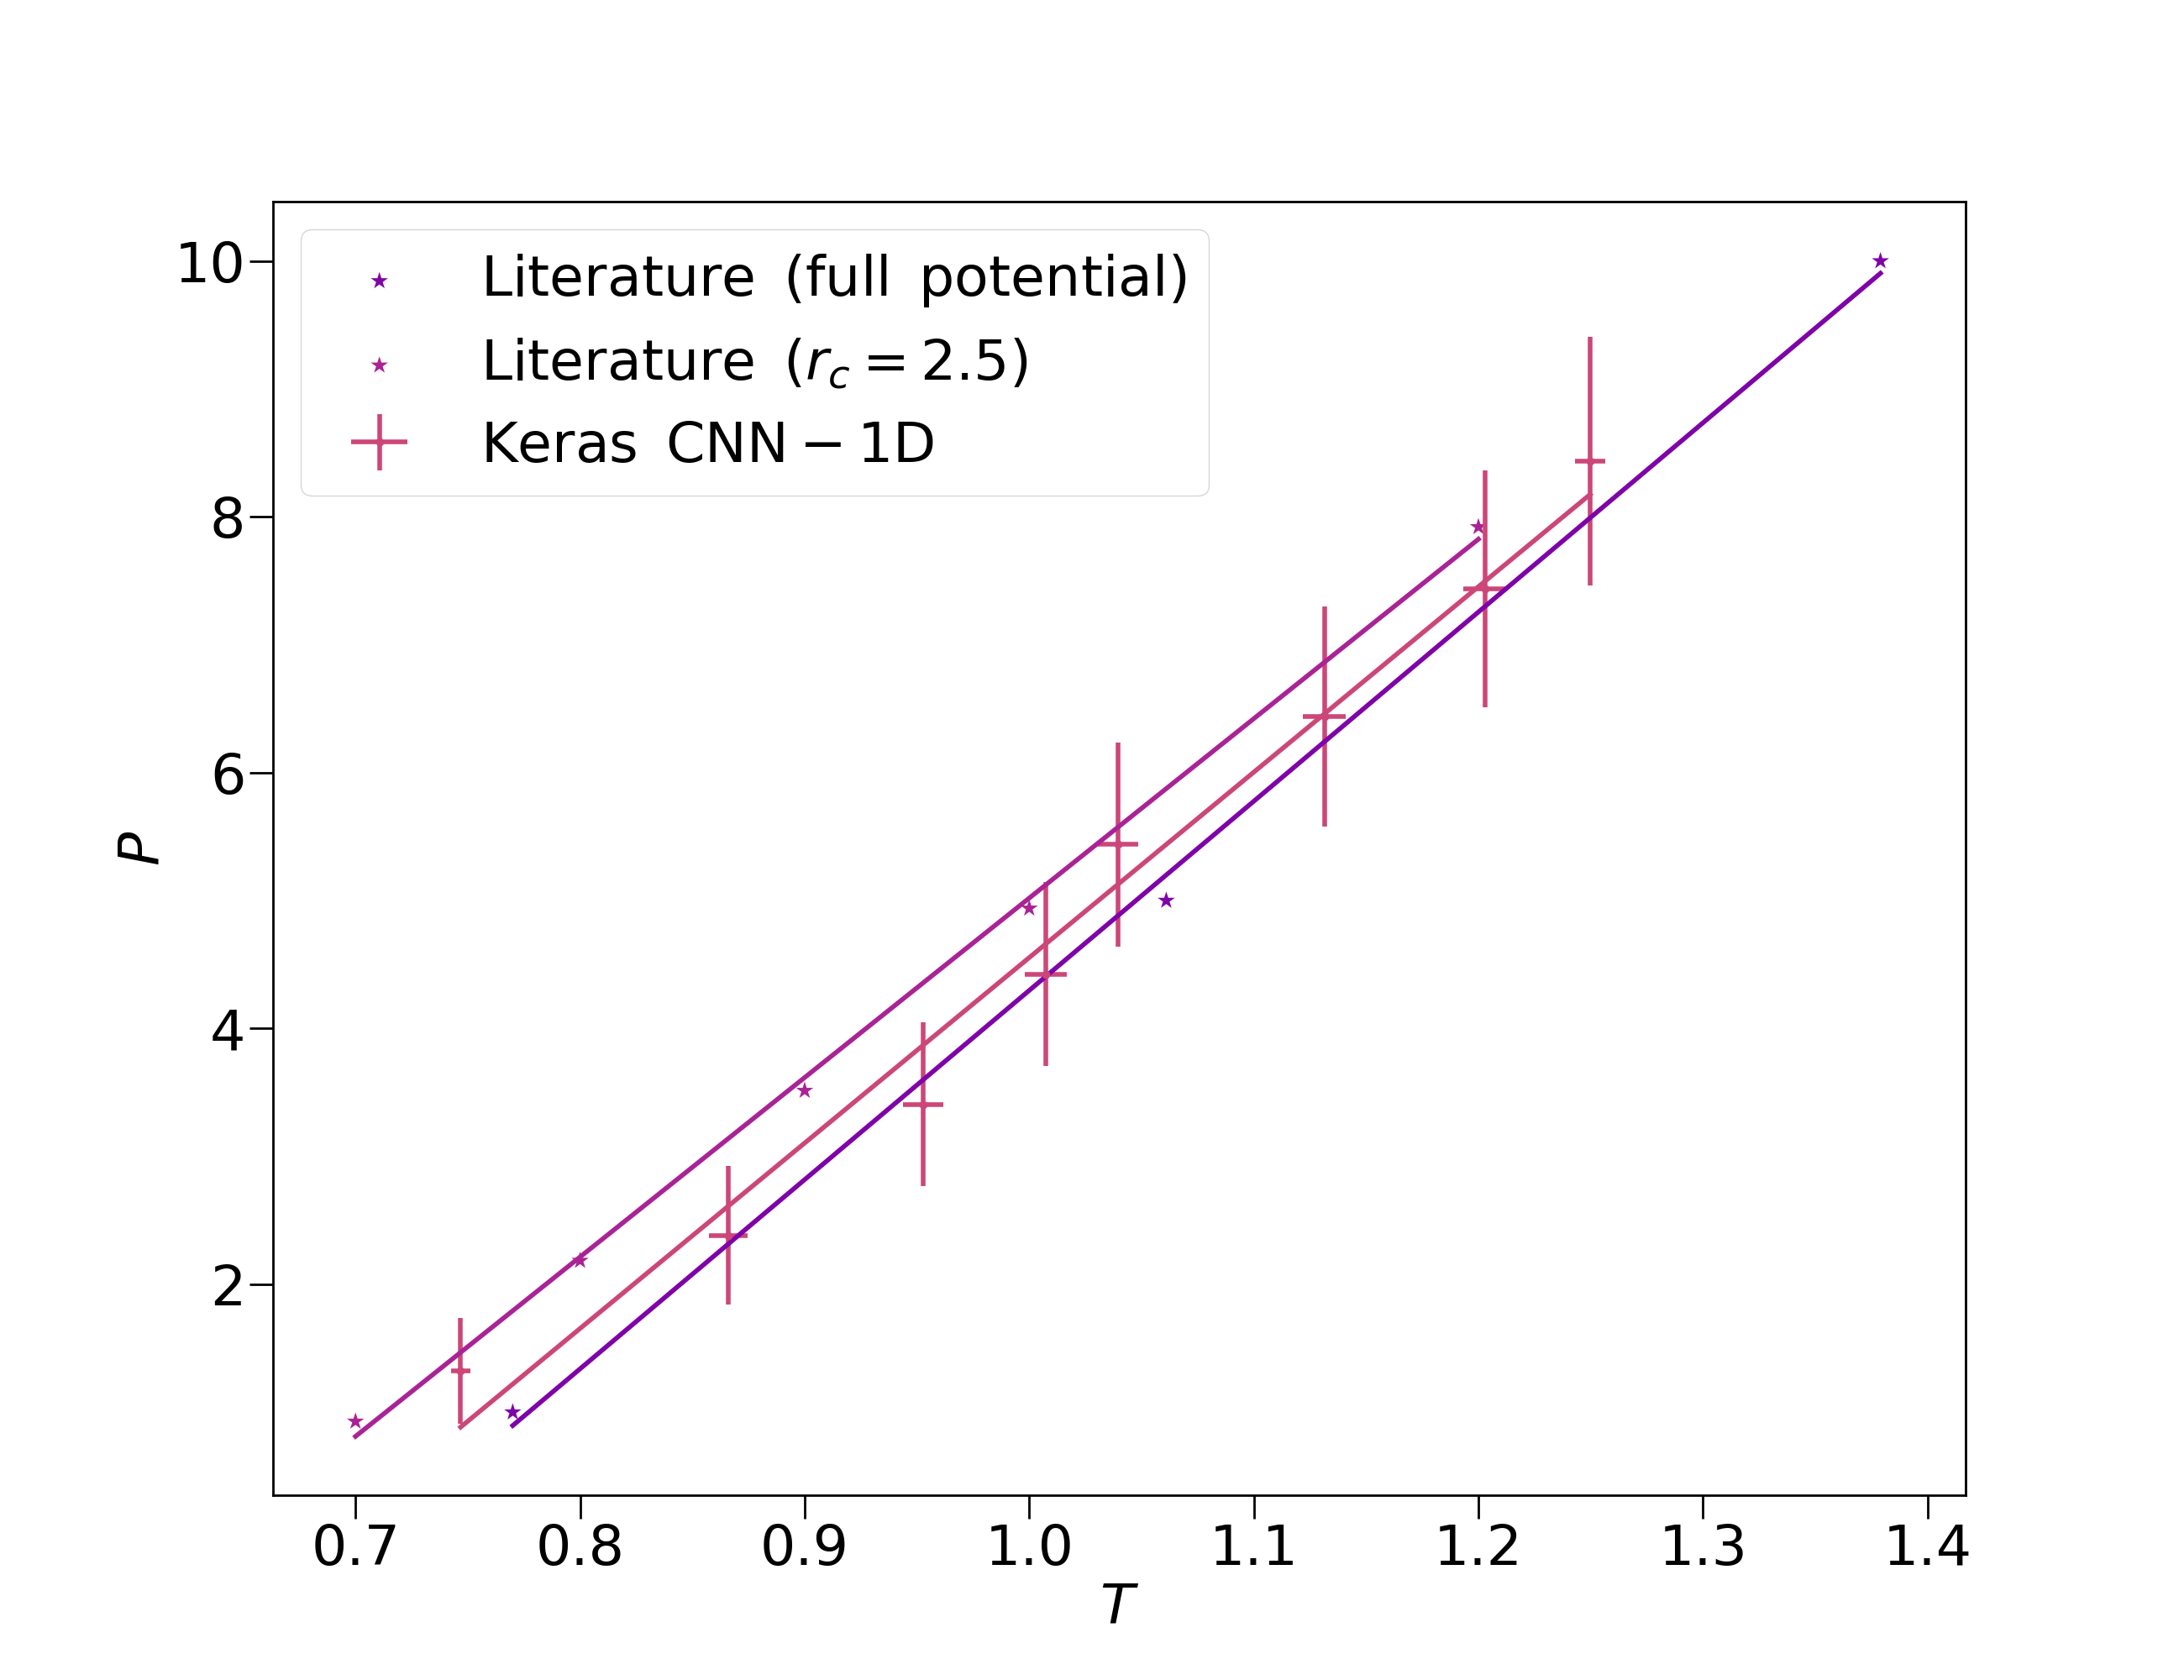 Literature (full potential)
Literature (r_c = 2.5)
Keras CNN − 1D
10
8
6
4
2
P
0.7 0.8 0.9 1.0 1.1 1.2 1.3 1.4
T